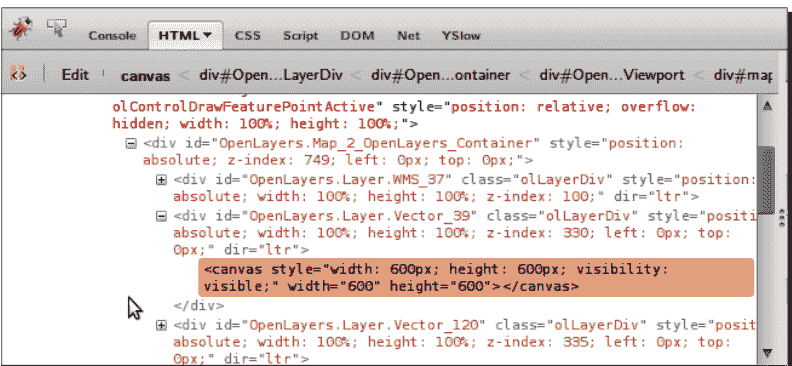 Console HTML CSS Script DOM Net YSlow
Edit canvas < div#Open...LayerDiv < div#Open...ontainer < div#Open...Viewport < div#map
olControlDrawFeaturePointActive" style="position: relative; overflow:
hidden; width: 100%; height: 100%;">
<div id="OpenLayers.Map_2_OpenLayers_Container" style="position:
absolute; z-index: 749; left: 0px; top: 0px;">
<div id="OpenLayers.Layer.WMS_37" class="olLayerDiv" style="position:
absolute; width: 100%; height: 100%; z-index: 100;" dir="ltr">
<div id="OpenLayers.Layer.Vector_39" class="olLayerDiv" style="positi
absolute; width: 100%; height: 100%; z-index: 330; left: 0px; top:
0px;" dir="ltr">
<canvas style="width: 600px; height: 600px; visibility:
visible;" width="600" height="600"></canvas>
</div>
<div id="OpenLayers.Layer.Vector_120" class="olLayerDiv" style="posit
absolute; width: 100%; height: 100%; z-index: 335; left: 0px; top:
0px;" dir="ltr">